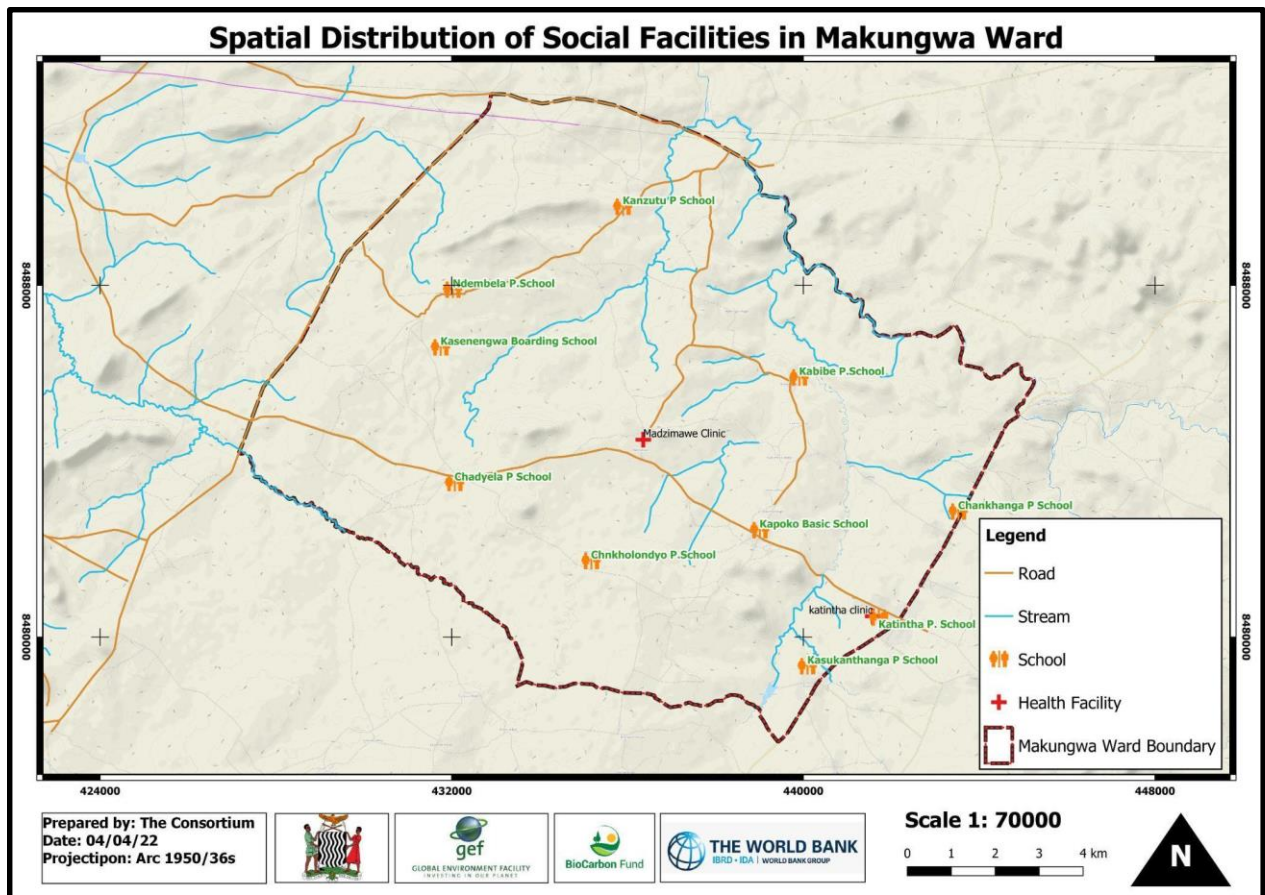 Spatial Distribution of Social Facilities in Makungwa Ward
Kanzutu P School
8488000
Ndembela P.School
8488000
Kasenengwa Boarding School
Kabibe P.School
Madzimawe Clinic
Chadyela P School
Chankhanga P School
Kapoko Basic School
Chnkholondyo P.School
katintha clinic
Katintha P. School
8480000
8480000
Kasukanthanga P School
Legend
Road
Stream
School
Health Facility
Makungwa Ward Boundary
424000
432000
440000
448000
Prepared by: The Consortium
Date: 04/04/22
Projectipon: Arc 1950/36s
gef
GLOBAL ENVIRONMENT FACILITY
INVESTING IN OUR PLANET
BioCarbon Fund
THE WORLD BANK
IBRD • IDA | WORLD BANK GROUP
Scale 1: 70000
0 1 2 3 4 km
N